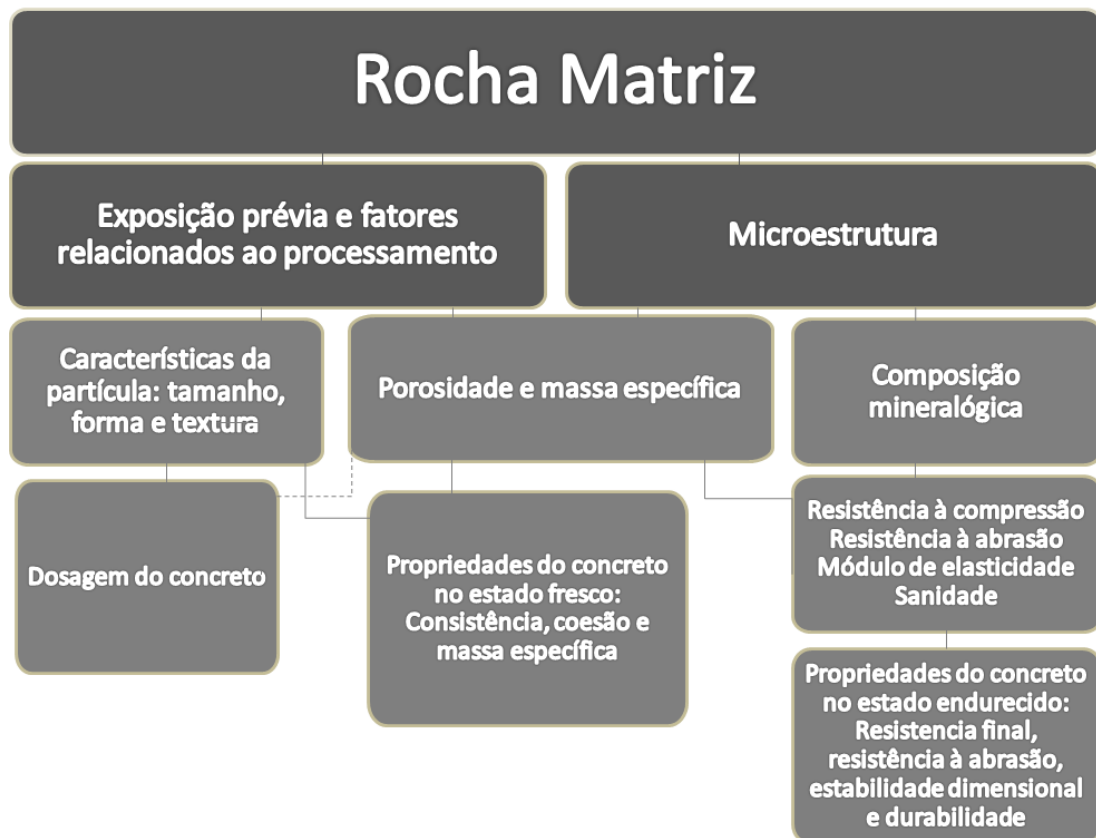 Rocha Matriz
Exposição prévia e fatores
relacionados ao processamento
Microestrutura
Características da
partícula: tamanho,
forma e textura
Porosidade e massa específica
Composição
mineralógica
Dosagem do concreto
Propriedades do concreto
no estado fresco:
Consistência, coesão e
massa específica
Resistência à compressão
Resistência à abrasão
Módulo de elasticidade
Sanidade
Propriedades do concreto
no estado endurecido:
Resistencia final,
resistência à abrasão,
estabilidade dimensional
e durabilidade